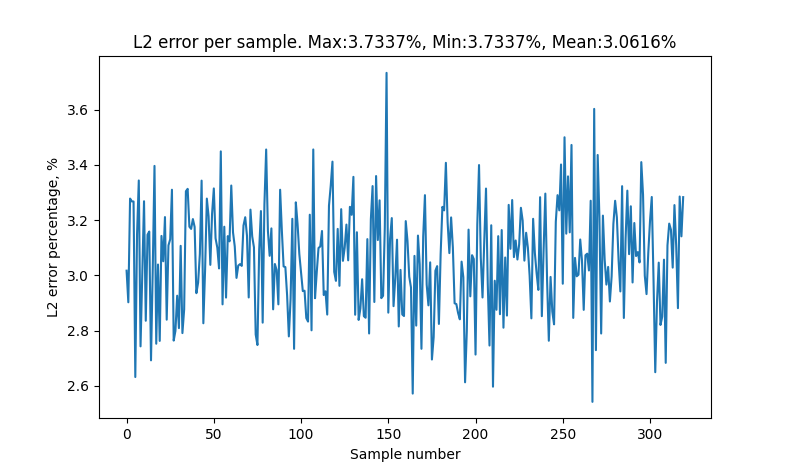 L2 error per sample. Max:3.7337%, Min:3.7337%, Mean:3.0616%
L2 error percentage, %
3.6
3.4
3.2
3.0
2.8
2.6
0 50 100 150 200 250 300
Sample number